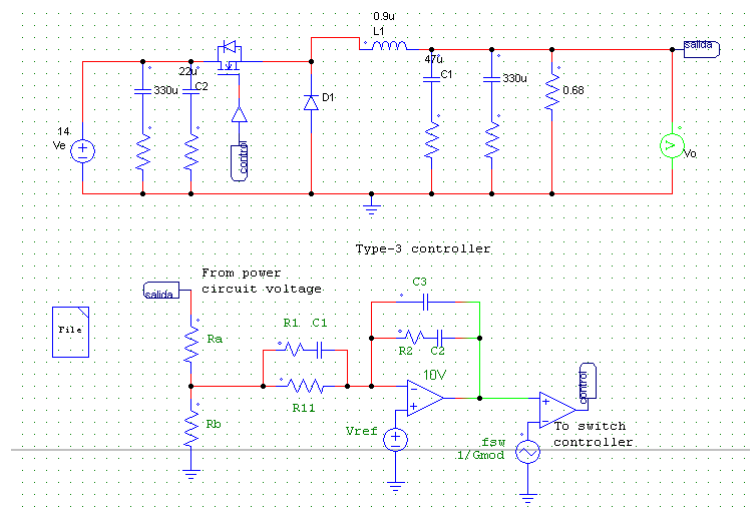 0.9u
L1
47u
C1
22u
C2
330u
330u
0.68
salida
14
Ve
D1
control
Vo
Type-3 controller
From power
circuit voltage
salida
File
Ra
Rb
R1 C1
R11
C3
R2 C2
10V
Vref
control
To switch
controller
fsw
1/Gmod